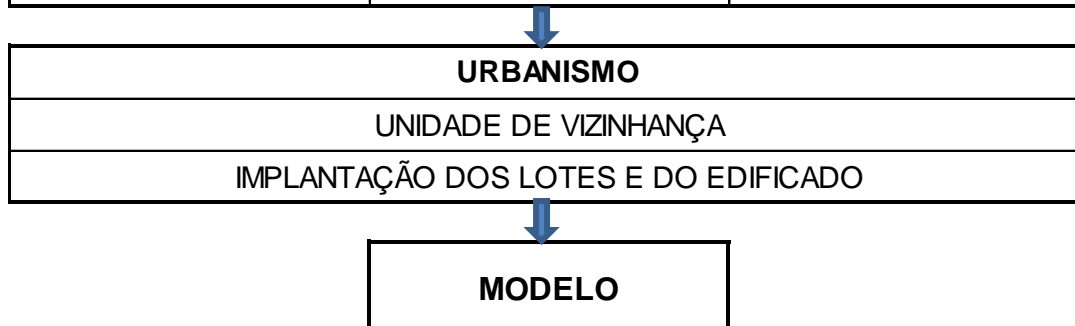 URBANISMO
UNIDADE DE VIZINHANÇA
IMPLANTAÇÃO DOS LOTES E DO EDIFICADO
MODELO